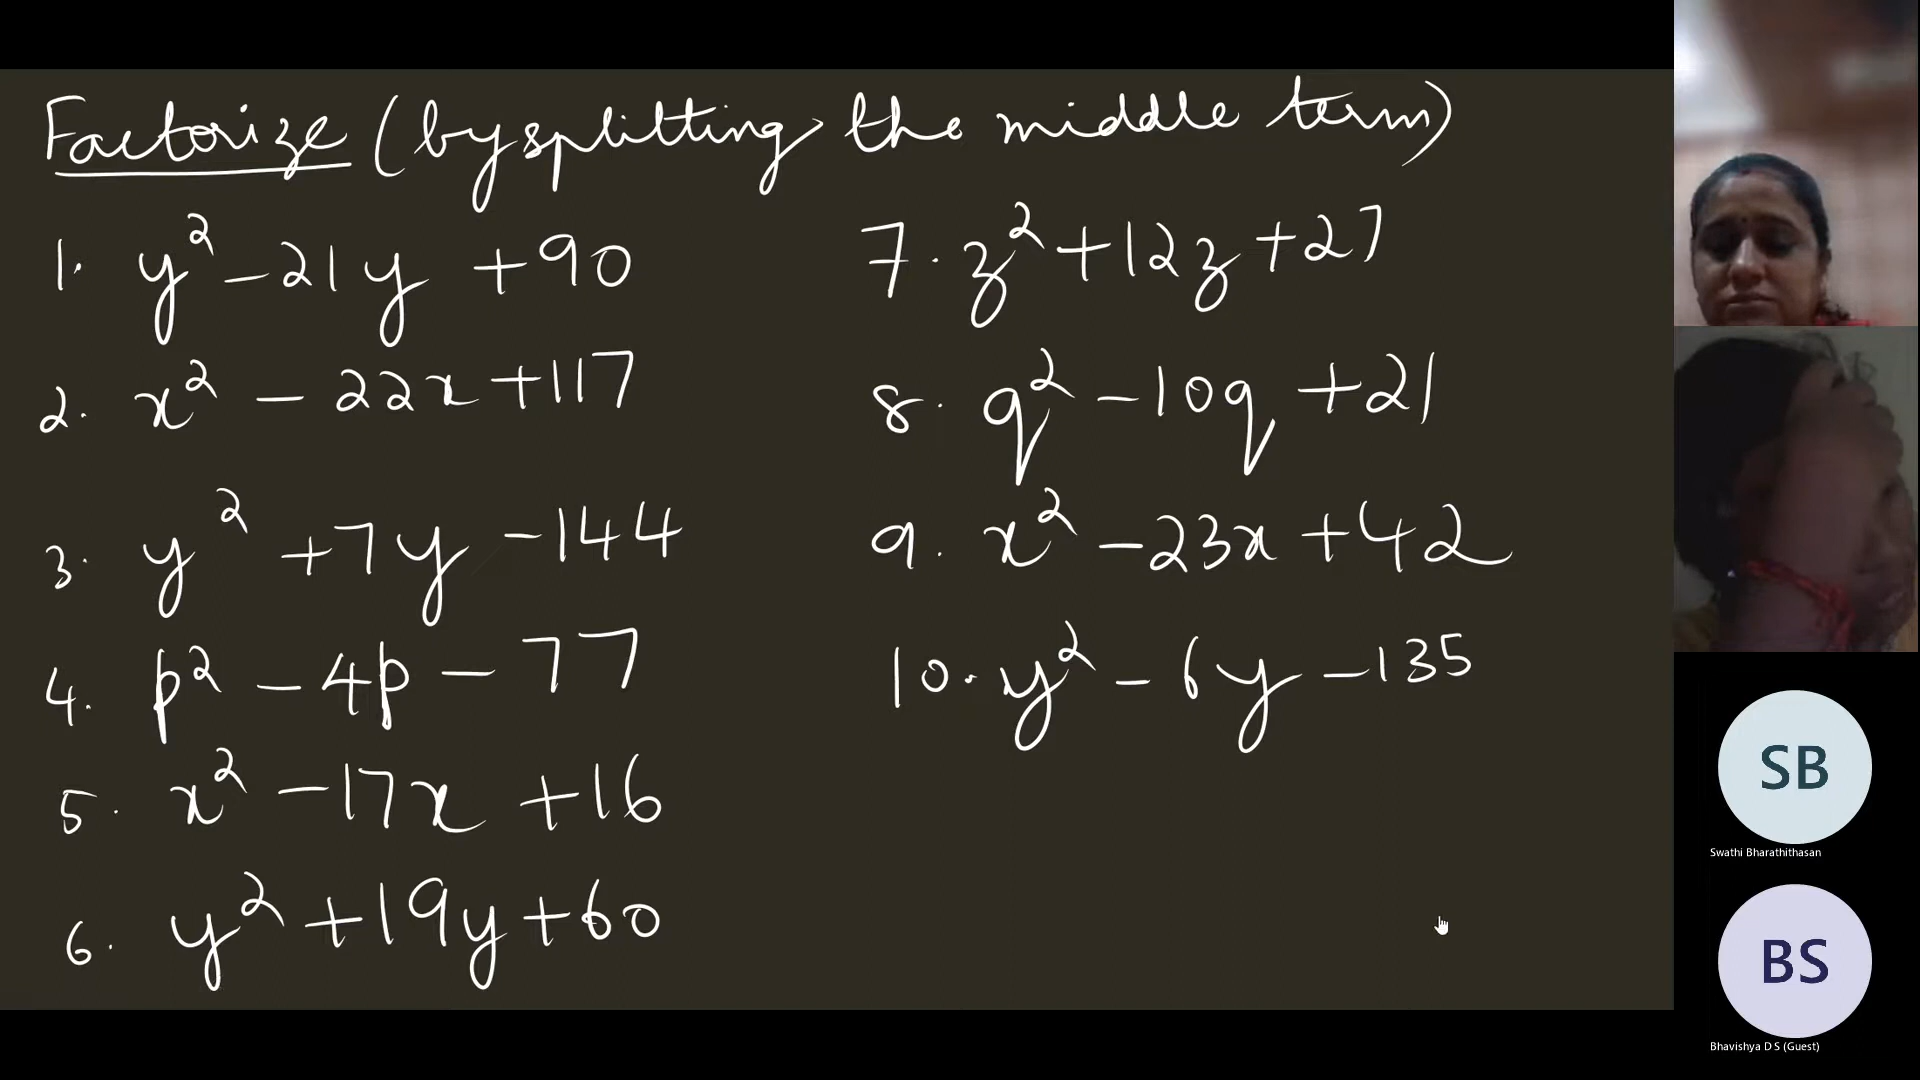 Factorize (by splitting the middle term)
1. y² - 21y + 90
2. x² - 22x + 117
3. y² + 7y - 144
4. p² - 4p - 77
5. x² - 17x + 16
6. y² + 19y + 60
7. z² + 12z + 27
8. q² - 10q + 21
9. x² - 23x + 42
10. y² - 6y - 135
SB
Swathi Bharathithasan
BS
Bhavishya D S (Guest)